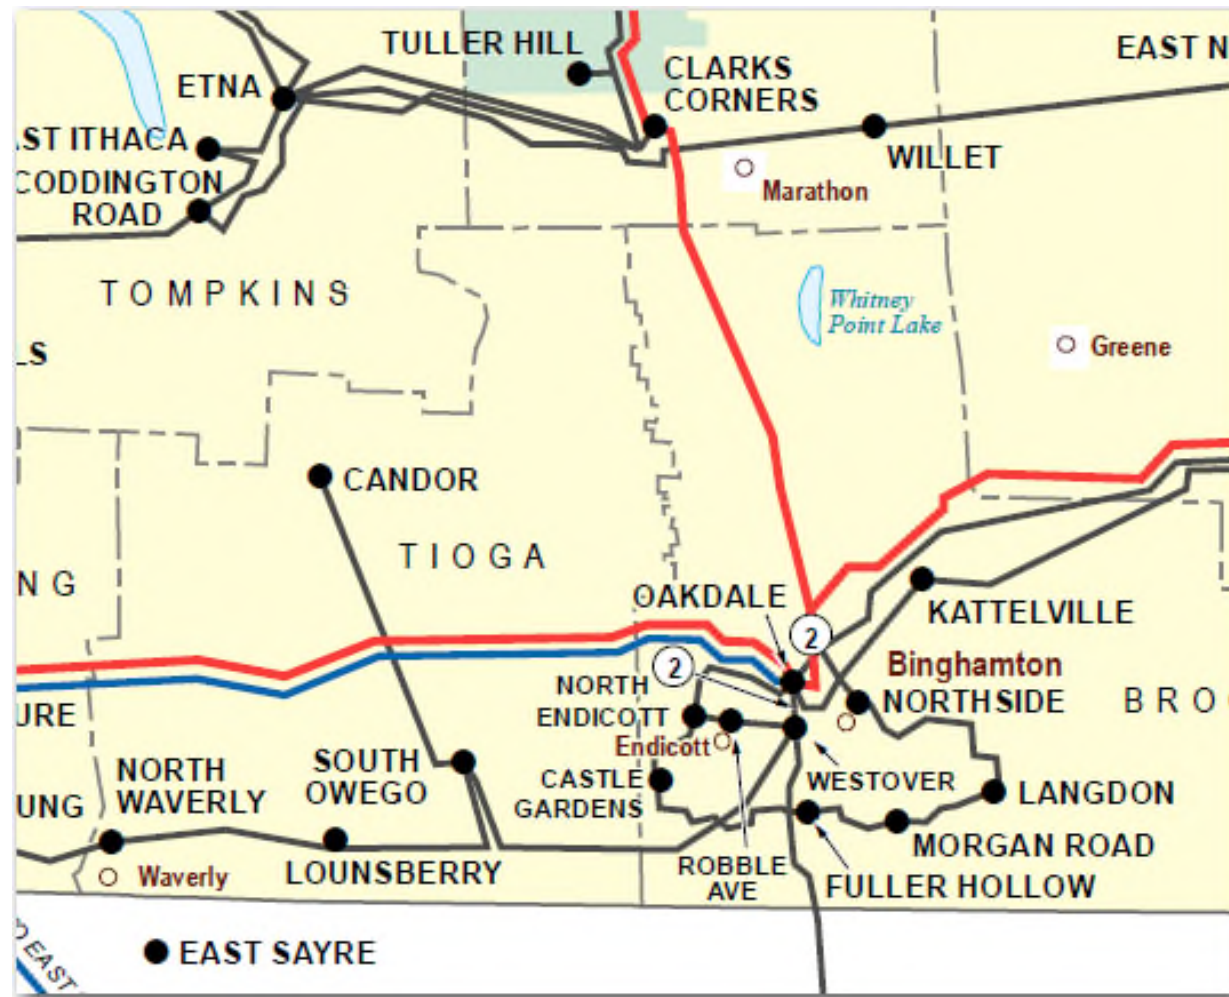 TULLER HILL
EAST N
ETNA
CLARKS
CORNERS
AST ITHACA
WILLET
CODDINGTON
ROAD
Marathon
TOMPKINS
Whitney
Point Lake
LS
Greene
CANDOR
TIOGA
NG
OAKDALE
KATTELVILLE
2
2
Binghamton
NORTH
ENDICOTT
NORTHSIDE
BRO
URE
Endicott
SOUTH
OWEGO
NORTH
WAVERLY
CASTLE
GARDENS
WESTOVER
LANGDON
UNG
MORGAN ROAD
ROBBLE
AVE
Waverly
LOUNSBERRY
FULLER HOLLOW
EAST SAYRE
EAST